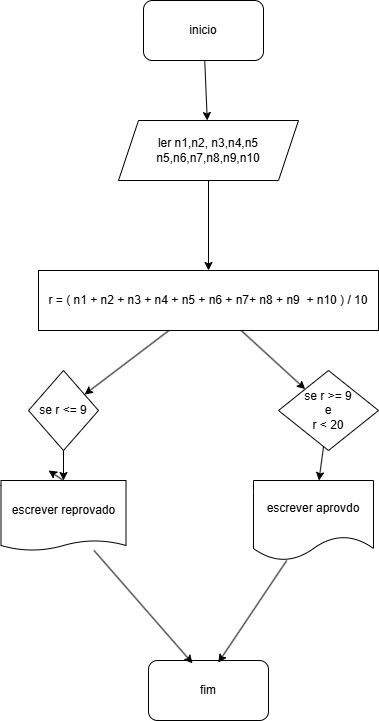 inicio
ler n1,n2, n3,n4,n5
n5,n6,n7,n8,n9,n10
r = ( n1 + n2 + n3 + n4 + n5 + n6 + n7+ n8 + n9 + n10 ) / 10
se r <= 9
se r >= 9
e
r < 20
escrever reprovado
escrever aprovdo
fim